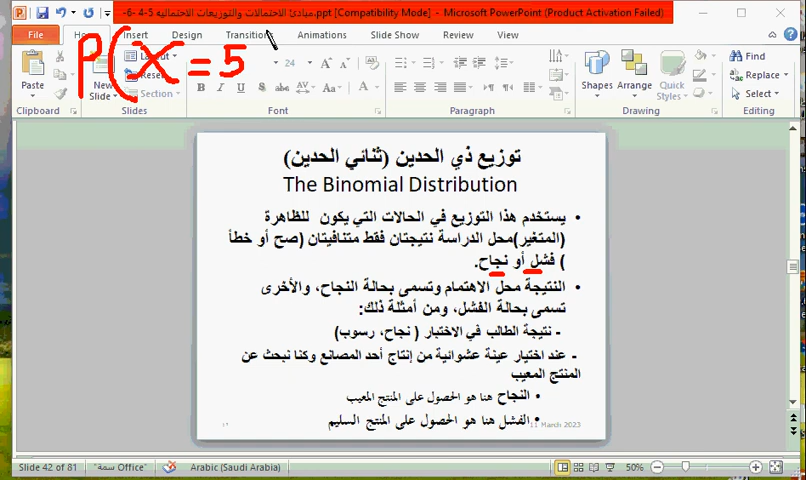 مبادئ الاحتمالات والتوزيعات الاحتمالية 4-5 -6-.ppt [Compatibility Mode] - Microsoft PowerPoint (Product Activation Failed)
File Insert Design Transitions Animations Slide Show Review View
P(x = 5
Paste New Slide Layout Reset Section 24 Shapes Arrange Quick Styles Find Replace Select
Clipboard Slides Font Paragraph Drawing Editing
توزيع ذي الحدين (ثنائي الحدين)
The Binomial Distribution
• يستخدم هذا التوزيع في الحالات التي يكون للظاهرة
(المتغير)محل الدراسة نتيجتان فقط متنافيتان (صح أو خطأ
) فشل أو نجاح.
• النتيجة محل الاهتمام وتسمى بحالة النجاح، والأخرى
تسمى بحالة الفشل، ومن أمثلة ذلك:
- نتيجة الطالب في الاختبار ( نجاح، رسوب)
- عند اختيار عينة عشوائية من إنتاج أحد المصانع وكنا نبحث عن
المنتج المعيب
• النجاح هنا هو الحصول على المنتج المعيب
• الفشل هنا هو الحصول على المنتج السليم
11 March 2023 ١٢
Slide 42 of 81 "سمة Office" Arabic (Saudi Arabia) 50%